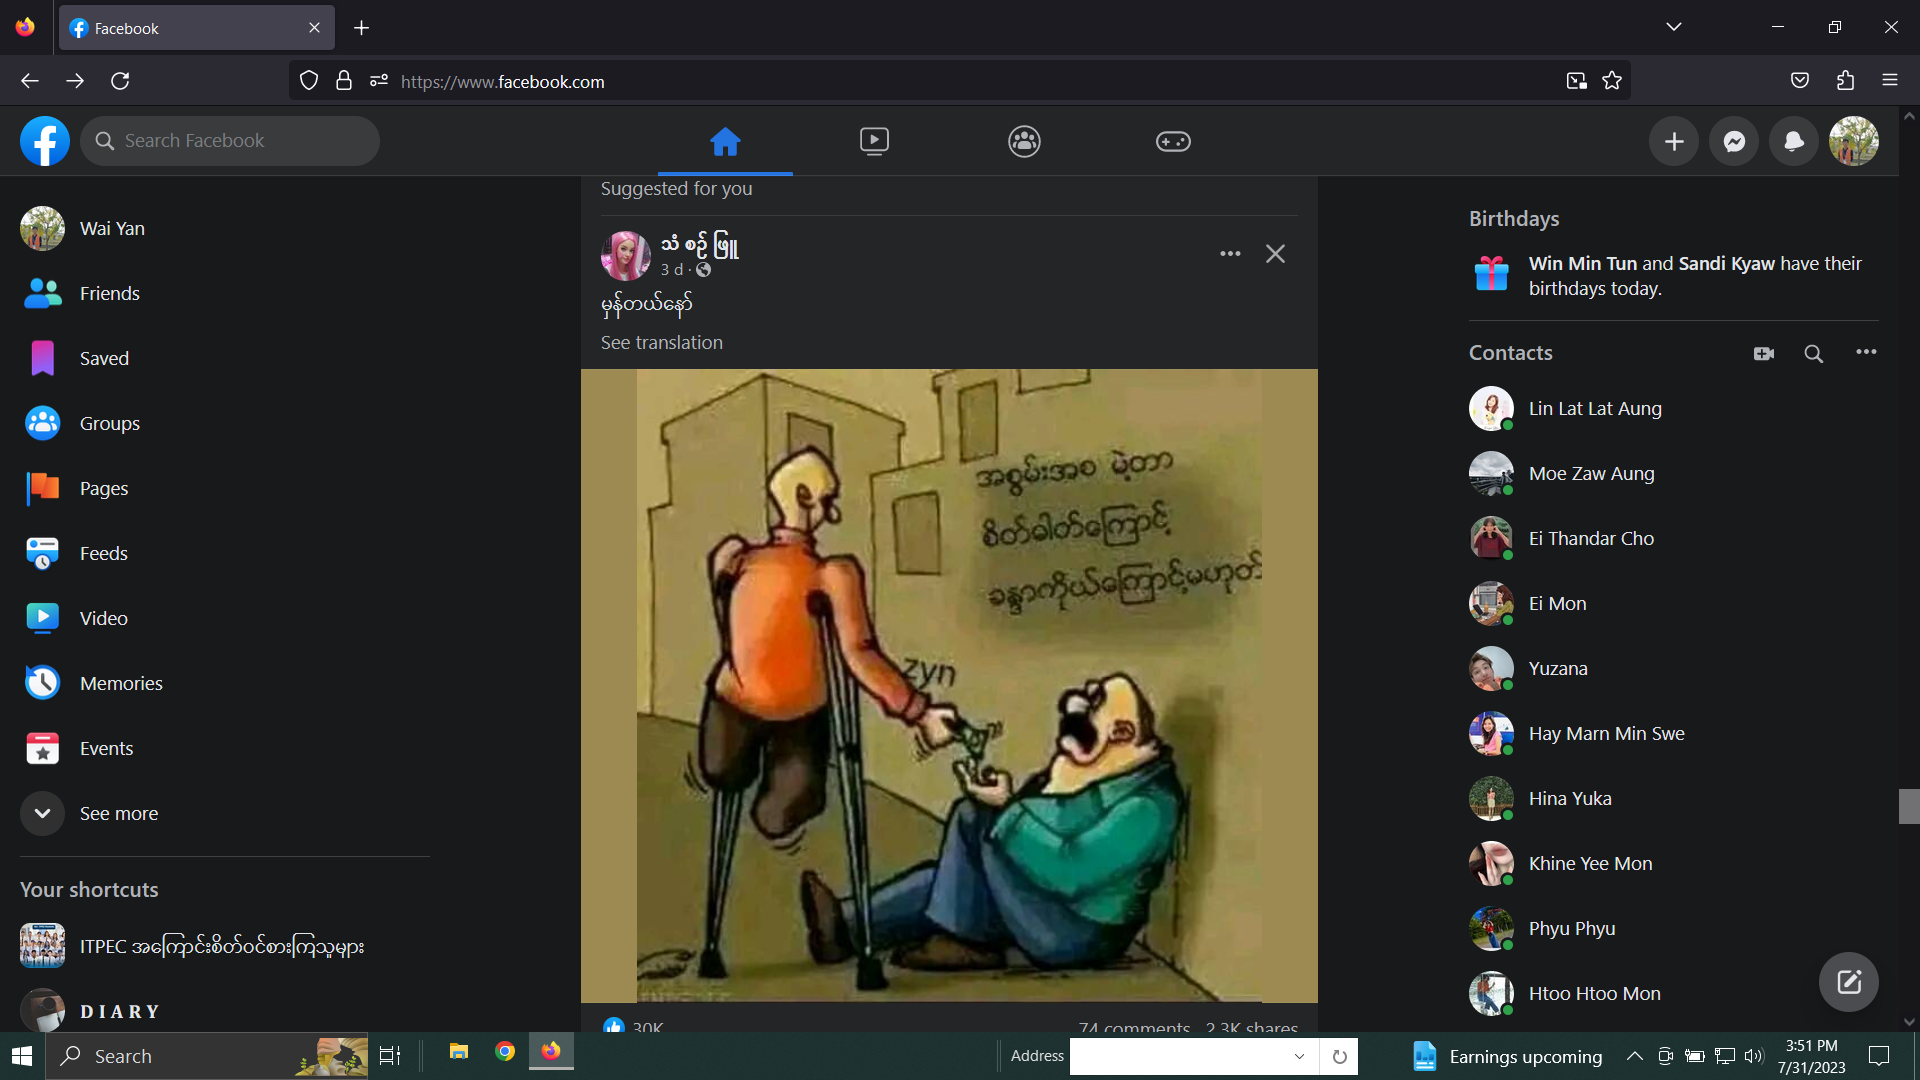 Facebook
https://www.facebook.com
Search Facebook
Suggested for you
Wai Yan
Friends
Saved
Groups
Pages
Feeds
Video
Memories
Events
See more
Your shortcuts
ITPEC အကြောင်းစိတ်ဝင်စားကြသူများ
D I A R Y
သံ စဉ် ဖြူ
3 d ·
မှန်တယ်နော်
See translation
အစွမ်းအစ မဲ့တာ
စိတ်ဓါတ်ကြောင့်
ခန္ဒာကိုယ်ကြောင့်မဟုတ်
zyn
30K
74 comments 2.3K shares
Birthdays
Win Min Tun and Sandi Kyaw have their
birthdays today.
Contacts
Lin Lat Lat Aung
Moe Zaw Aung
Ei Thandar Cho
Ei Mon
Yuzana
Hay Marn Min Swe
Hina Yuka
Khine Yee Mon
Phyu Phyu
Htoo Htoo Mon
Search
Address
Earnings upcoming
3:51 PM
7/31/2023